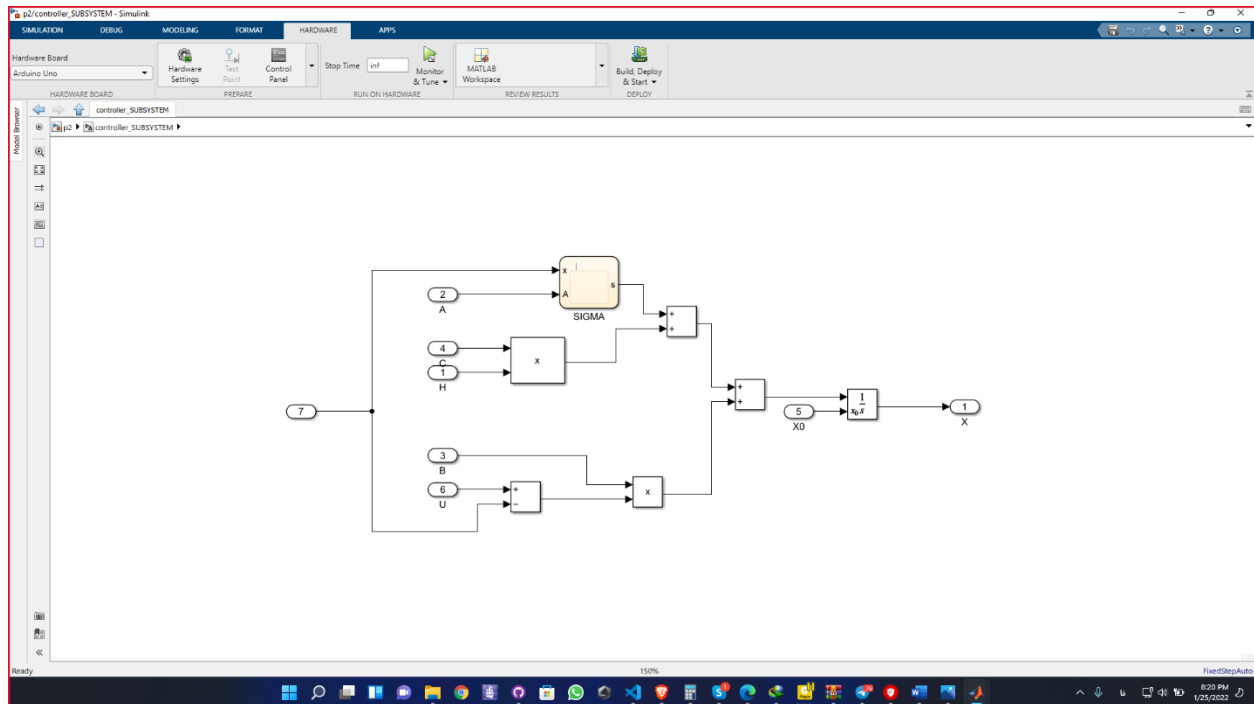 p2/controller_SUBSYSTEM - Simulink
SIMULATION DEBUG MODELING FORMAT HARDWARE APPS
Hardware Board
Arduino Uno
Hardware Settings
Test Point
Control Panel
Stop Time inf
Monitor & Tune
MATLAB Workspace
Build, Deploy & Start
HARDWARE BOARD PREPARE RUN ON HARDWARE REVIEW RESULTS DEPLOY
Model Browser
controller_SUBSYSTEM
p2 controller_SUBSYSTEM
x
A
s
SIGMA
2
A
+
+
4
C
1
H
x
+
+
7
5
X0
1
x₀ s
1
X
3
B
6
U
+
−
x
Ready 150% FixedStepAuto
8:20 PM
1/25/2022